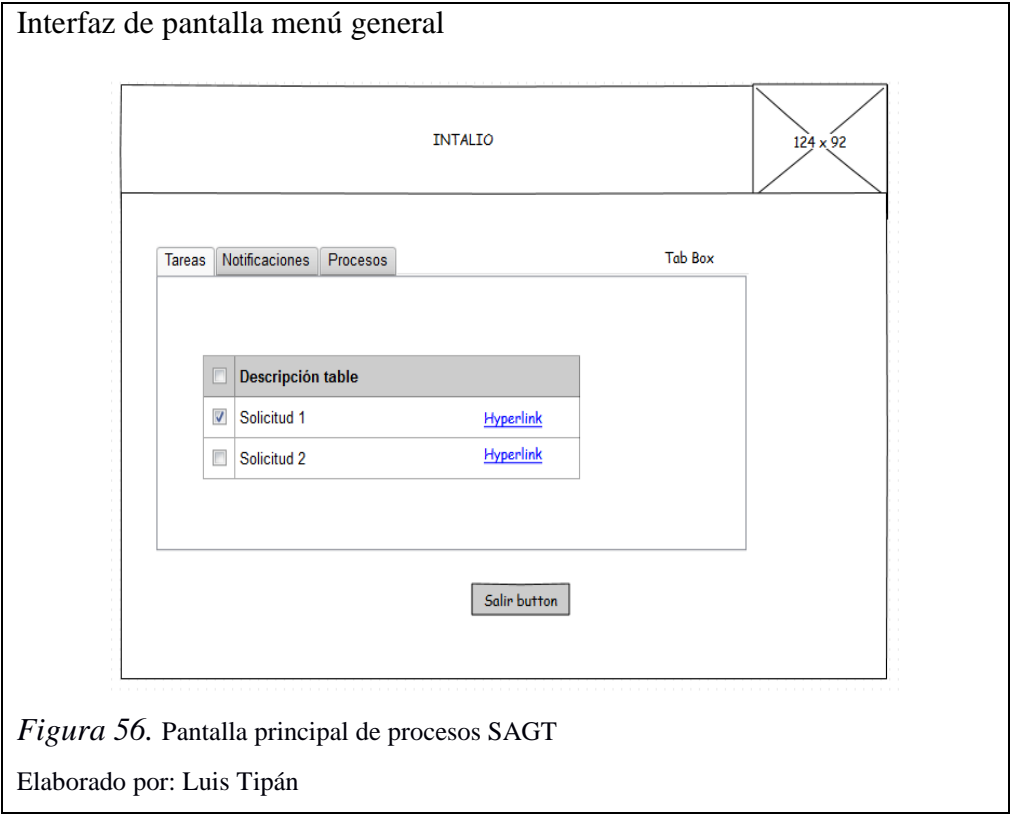 Interfaz de pantalla menú general
INTALIO
124 x 92
Tareas Notificaciones Procesos Tab Box
Descripción table
Solicitud 1 Hyperlink
Solicitud 2 Hyperlink
Salir button
Figura 56. Pantalla principal de procesos SAGT
Elaborado por: Luis Tipán